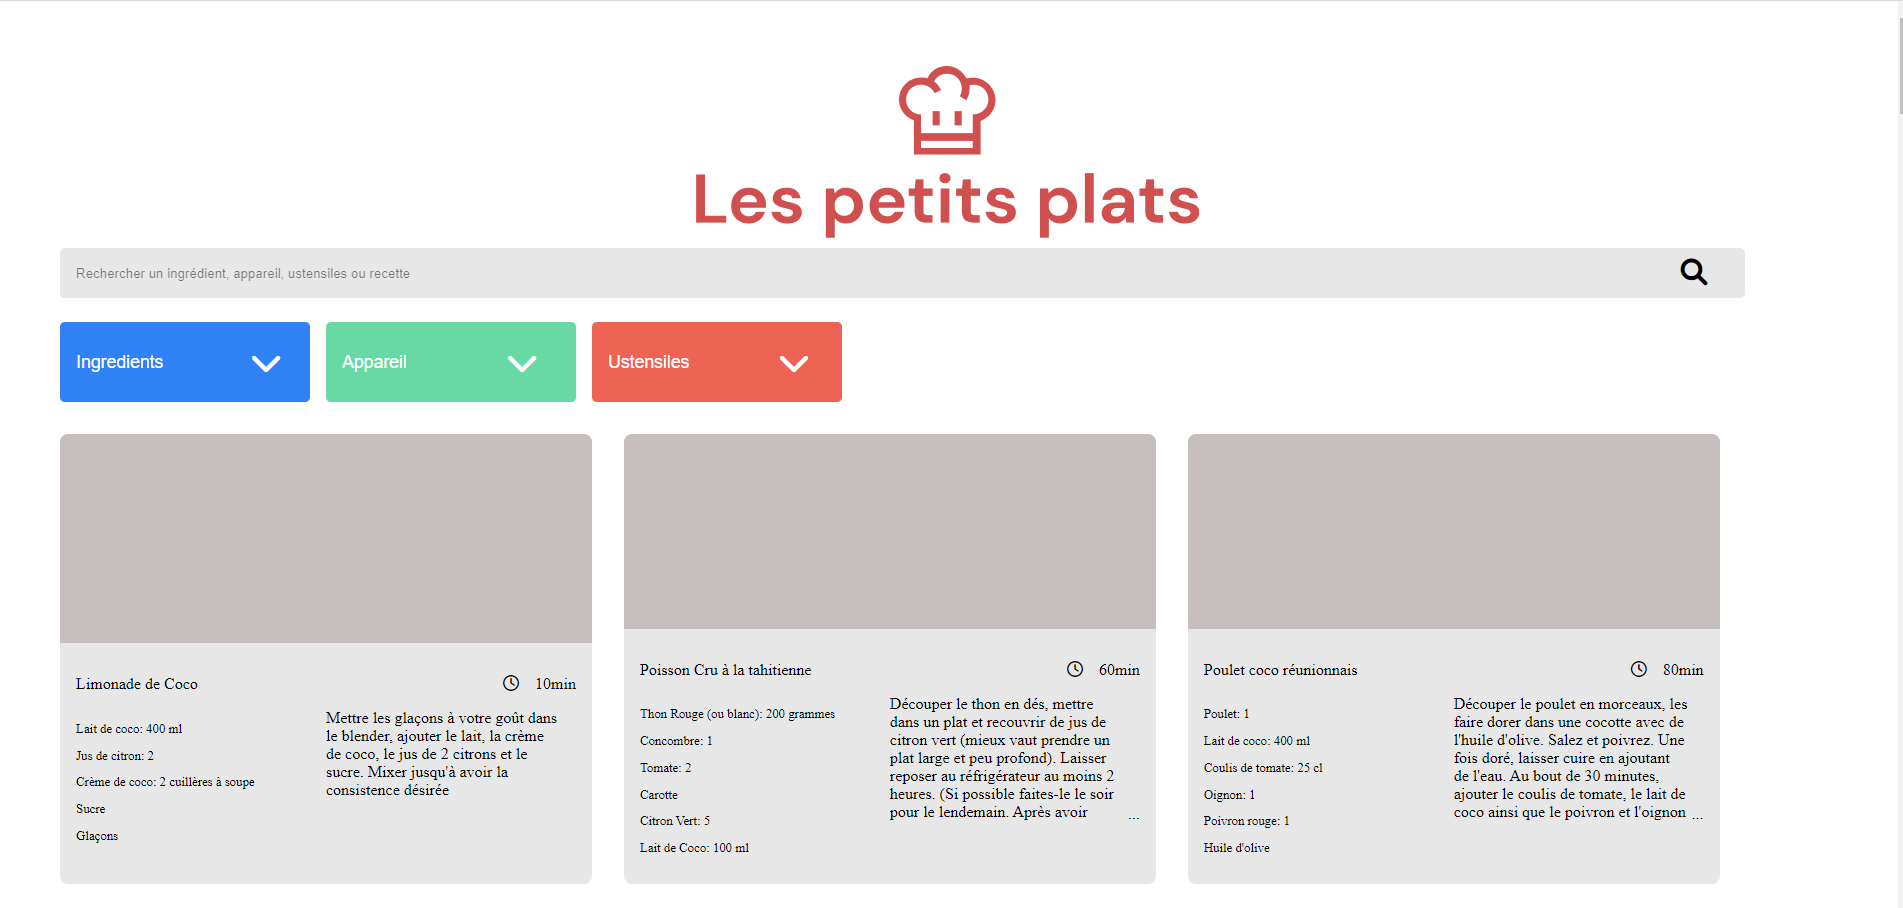 Les petits plats
Rechercher un ingrédient, appareil, ustensiles ou recette
Ingredients
Appareil
Ustensiles
Limonade de Coco
10min
Lait de coco: 400 ml
Jus de citron: 2
Crème de coco: 2 cuillères à soupe
Sucre
Glaçons
Mettre les glaçons à votre goût dans
le blender, ajouter le lait, la crème
de coco, le jus de 2 citrons et le
sucre. Mixer jusqu'à avoir la
consistence désirée
Poisson Cru à la tahitienne
60min
Thon Rouge (ou blanc): 200 grammes
Concombre: 1
Tomate: 2
Carotte
Citron Vert: 5
Lait de Coco: 100 ml
Découper le thon en dés, mettre
dans un plat et recouvrir de jus de
citron vert (mieux vaut prendre un
plat large et peu profond). Laisser
reposer au réfrigérateur au moins 2
heures. (Si possible faites-le le soir
pour le lendemain. Après avoir ...
Poulet coco réunionnais
80min
Poulet: 1
Lait de coco: 400 ml
Coulis de tomate: 25 cl
Oignon: 1
Poivron rouge: 1
Huile d'olive
Découper le poulet en morceaux, les
faire dorer dans une cocotte avec de
l'huile d'olive. Salez et poivrez. Une
fois doré, laisser cuire en ajoutant
de l'eau. Au bout de 30 minutes,
ajouter le coulis de tomate, le lait de
coco ainsi que le poivron et l'oignon ...